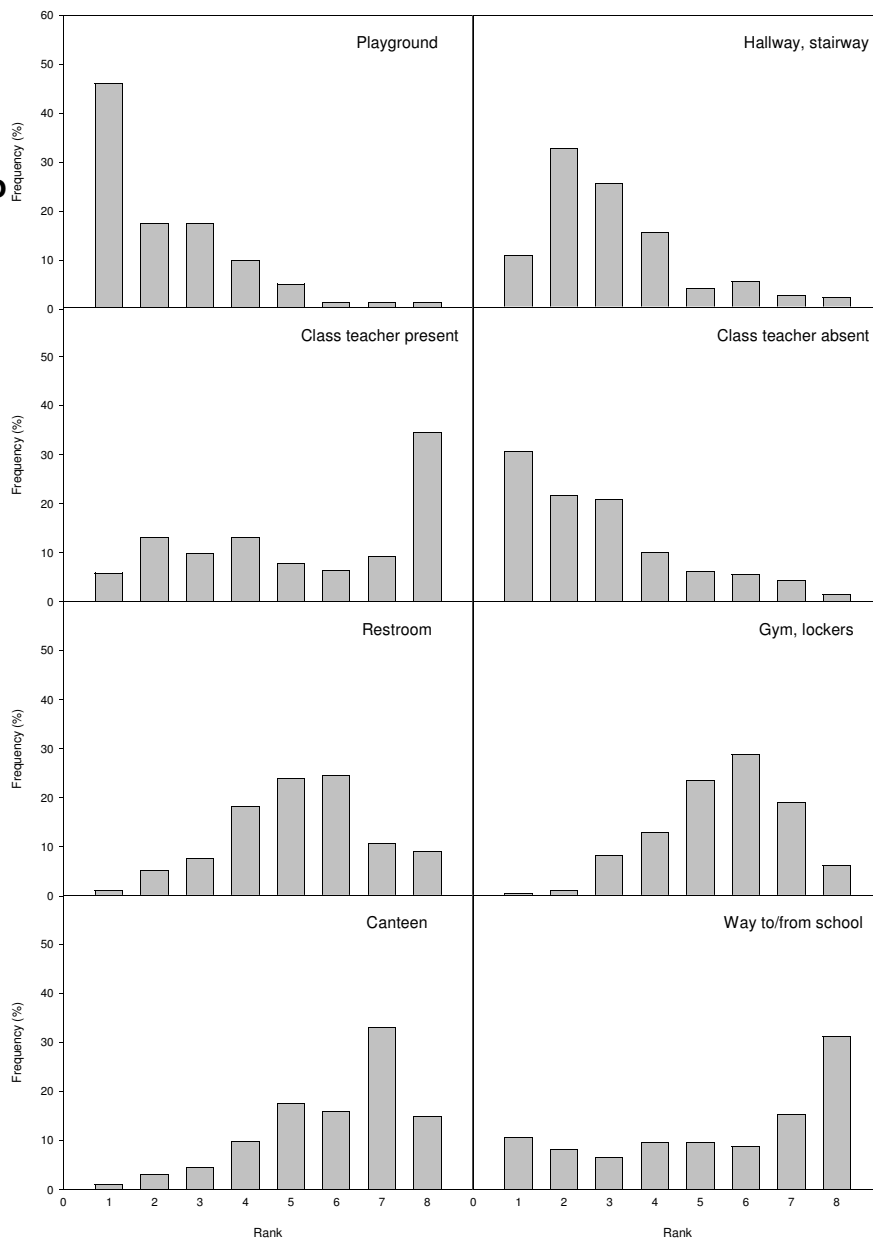 60
50
40
30
20
10
0
Frequency (%)
Playground
Hallway, stairway
50
40
30
20
10
0
Frequency (%)
Class teacher present
Class teacher absent
50
40
30
20
10
0
Frequency (%)
Restroom
Gym, lockers
50
40
30
20
10
0
Frequency (%)
Canteen
Way to/from school
0 1 2 3 4 5 6 7 8 0 1 2 3 4 5 6 7 8
Rank Rank